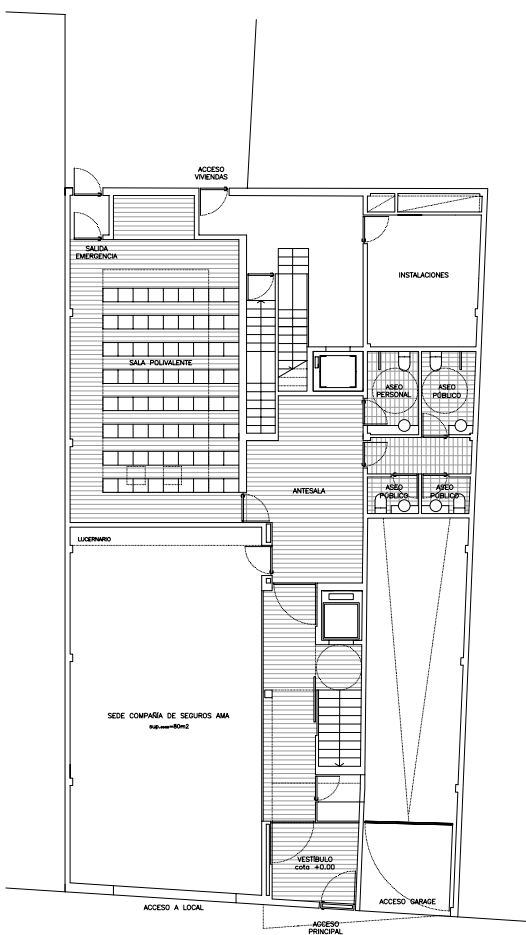 ACCESO
VIVIENDAS
SALIDA
EMERGENCIA
INSTALACIONES
SALA POLIVALENTE
ASEO
PERSONAL
ASEO
PÚBLICO
ANTESALA
ASEO
PÚBLICO
ASEO
PÚBLICO
LUCERNARIO
SEDE COMPAÑÍA DE SEGUROS AMA
=80m2
VESTÍBULO
cota +0.00
ACCESO A LOCAL
ACCESO GARAGE
ACCESO
PRINCIPAL